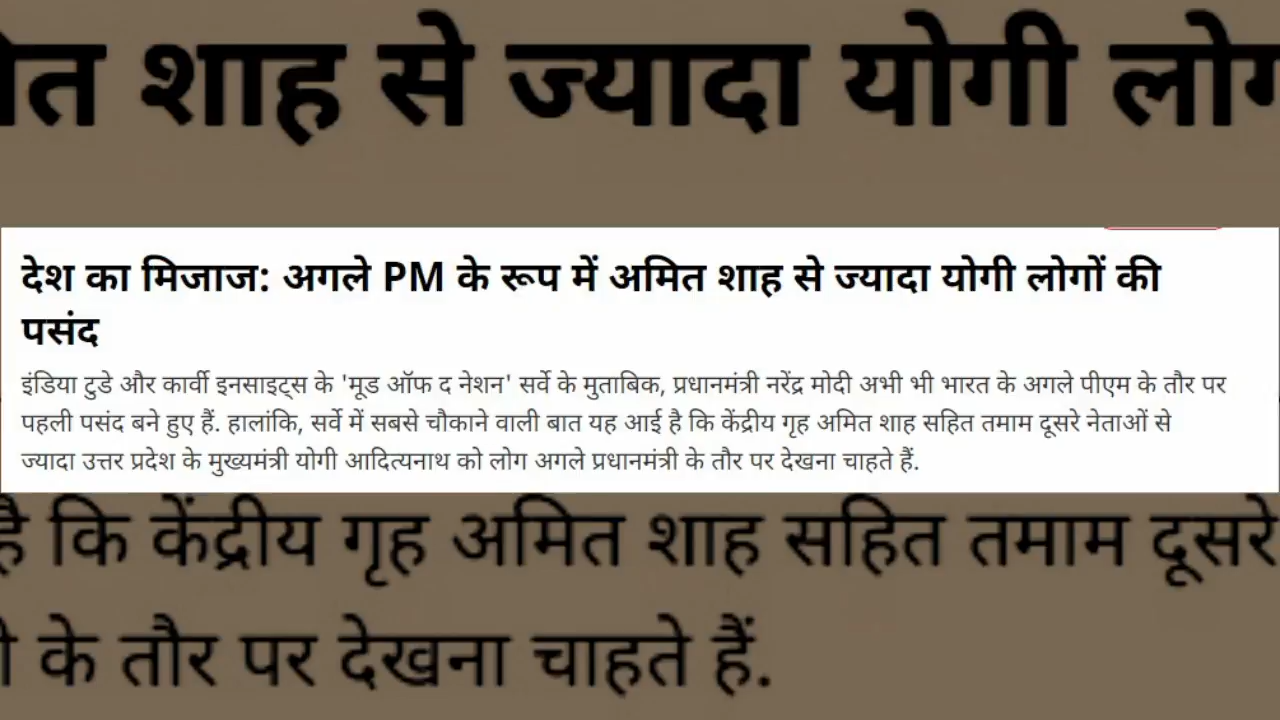 त शाह से ज्यादा योगी लोग
देश का मिजाज: अगले PM के रूप में अमित शाह से ज्यादा योगी लोगों की
पसंद
इंडिया टुडे और कार्वी इनसाइट्स के 'मूड ऑफ द नेशन' सर्वे के मुताबिक, प्रधानमंत्री नरेंद्र मोदी अभी भी भारत के अगले पीएम के तौर पर
पहली पसंद बने हुए हैं. हालांकि, सर्वे में सबसे चौकाने वाली बात यह आई है कि केंद्रीय गृह अमित शाह सहित तमाम दूसरे नेताओं से
ज्यादा उत्तर प्रदेश के मुख्यमंत्री योगी आदित्यनाथ को लोग अगले प्रधानमंत्री के तौर पर देखना चाहते हैं.
है कि केंद्रीय गृह अमित शाह सहित तमाम दूसरे
के तौर पर देखना चाहते हैं.